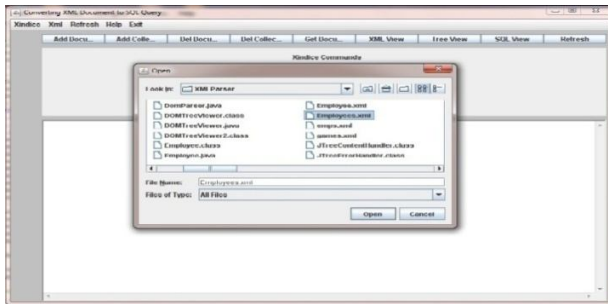 Converting XML Document to SQL Query
Xindice Xml Refresh Help Exit
Add Docu... Add Colle... Del Docu... Del Collec... Get Docu... XML View Tree View SQL View Refresh
Xindice Commands
Open
Look In: XML Parser
DomParser.java Employee.xml
DOMTreeViewer.class Employees.xml
DOMTreeViewer.java emps.xml
DOMTreeViewer2.class games.xml
Employee.class JTreeContentHandler.class
Employee.java JTreeErrorHandler.class
File Name: Employees.xml
Files of Type: All Files
Open Cancel